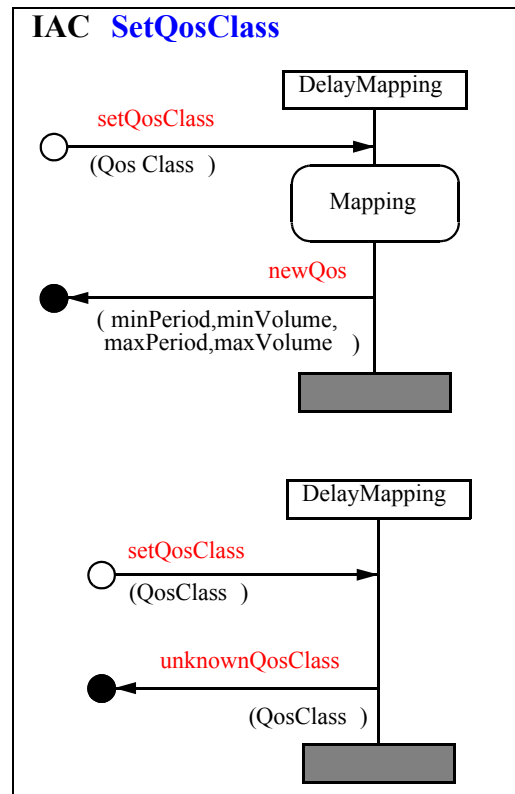 IAC SetQosClass
DelayMapping
setQosClass
(Qos Class )
Mapping
newQos
( minPeriod,minVolume,
maxPeriod,maxVolume )
DelayMapping
setQosClass
(QosClass )
unknownQosClass
(QosClass )